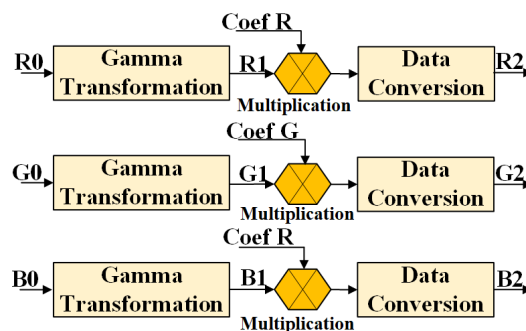 Coef R
R0 Gamma Transformation R1 Multiplication Data Conversion R2
Coef G
G0 Gamma Transformation G1 Multiplication Data Conversion G2
Coef R
B0 Gamma Transformation B1 Multiplication Data Conversion B2